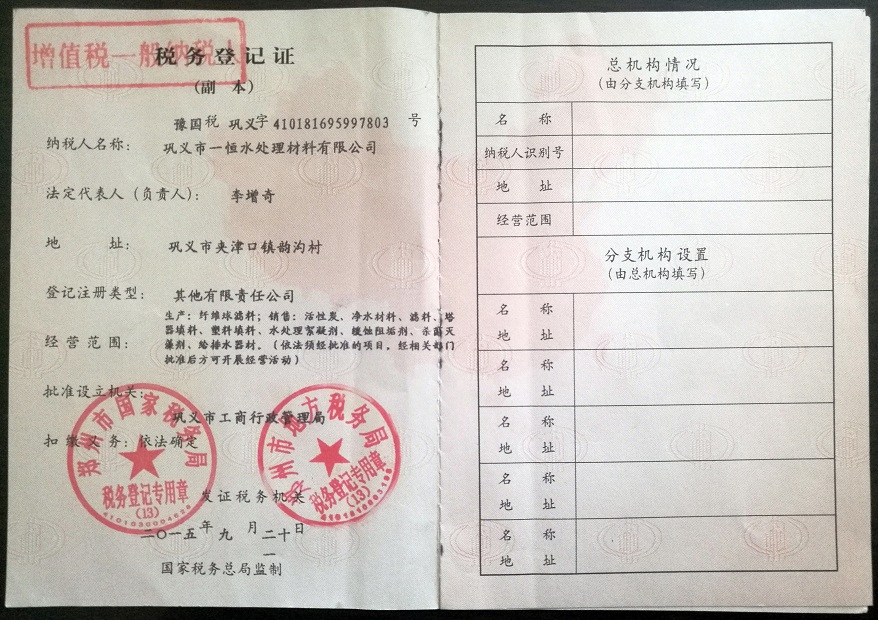 增值税一般纳税人
税务登记证
(副 本)
豫国税 巩义字 410181695997803 号
纳税人名称： 巩义市一恒水处理材料有限公司
法定代表人（负责人）： 李增奇
地 址： 巩义市夹津口镇韵沟村
登记注册类型： 其他有限责任公司
经营范围： 生产：纤维球滤料；销售：活性炭、净水材料、滤料、塔
器填料、塑料填料、水处理絮凝剂、缓蚀阻垢剂、杀菌灭
藻剂、给排水器材。（依法须经批准的项目，经相关部门
批准后方可开展经营活动）
批准设立机关：
巩义市工商行政管理局
扣缴义务： 依法确定
郑州市国家税务局
税务登记专用章
(13)
4101030004028
郑州市地方税务局
税务登记专用章
(13)
发证税务机关
二〇一五年九月二十一日
国家税务总局监制
总机构情况
(由分支机构填写)
名 称
纳税人识别号
地 址
经营范围
分支机构设置
(由总机构填写)
名 称
地 址
名 称
地 址
名 称
地 址
名 称
地 址
名 称
地 址